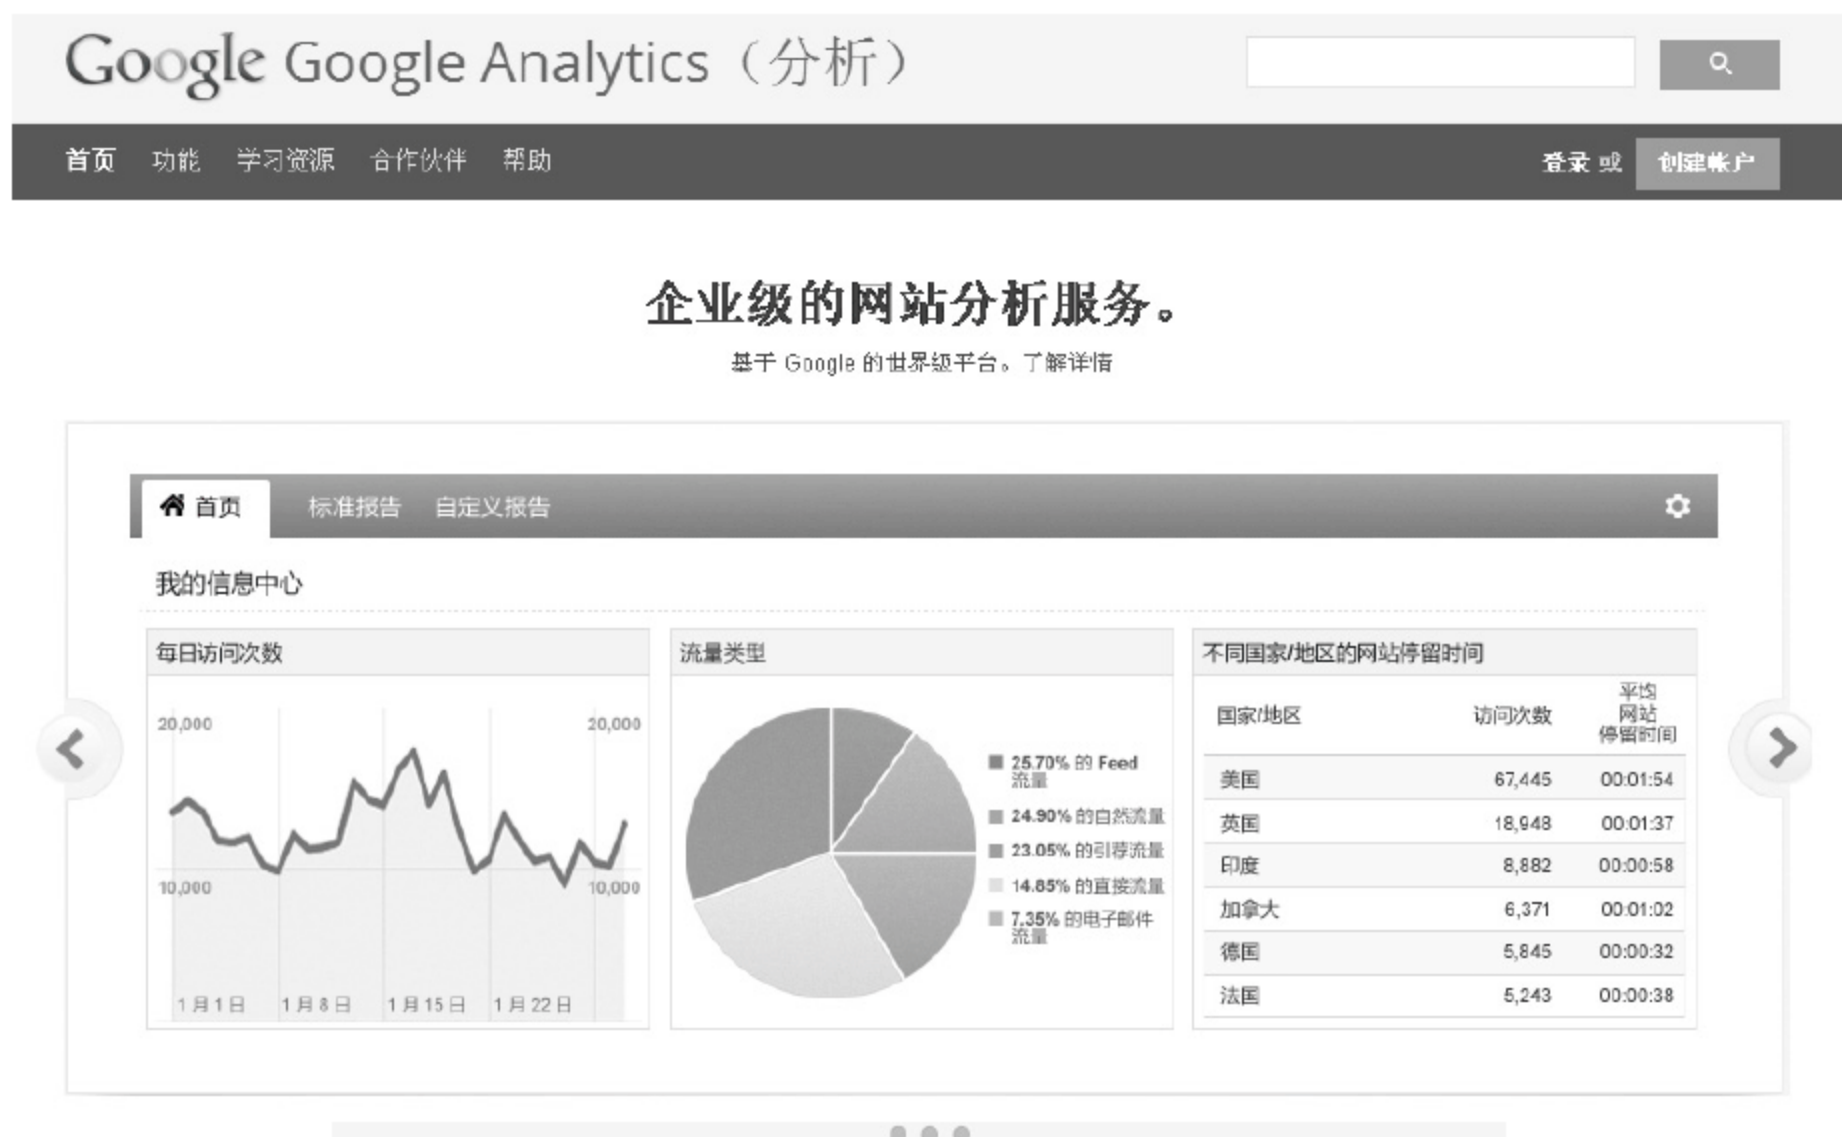 Google Google Analytics（分析）
首页 功能 学习资源 合作伙伴 帮助 登录 或 创建帐户
企业级的网站分析服务。
基于 Google 的世界级平台。了解详情
首页 标准报告 自定义报告
我的信息中心
每日访问次数
20,000 20,000
10,000 10,000
1月1日 1月8日 1月15日 1月22日
流量类型
25.70% 的 Feed
流量
24.90% 的自然流量
23.05% 的引荐流量
14.85% 的直接流量
7.35% 的电子邮件
流量
不同国家/地区的网站停留时间
国家/地区 访问次数 平均
网站
停留时间
美国 67,445 00:01:54
英国 18,948 00:01:37
印度 8,882 00:00:58
加拿大 6,371 00:01:02
德国 5,845 00:00:32
法国 5,243 00:00:38